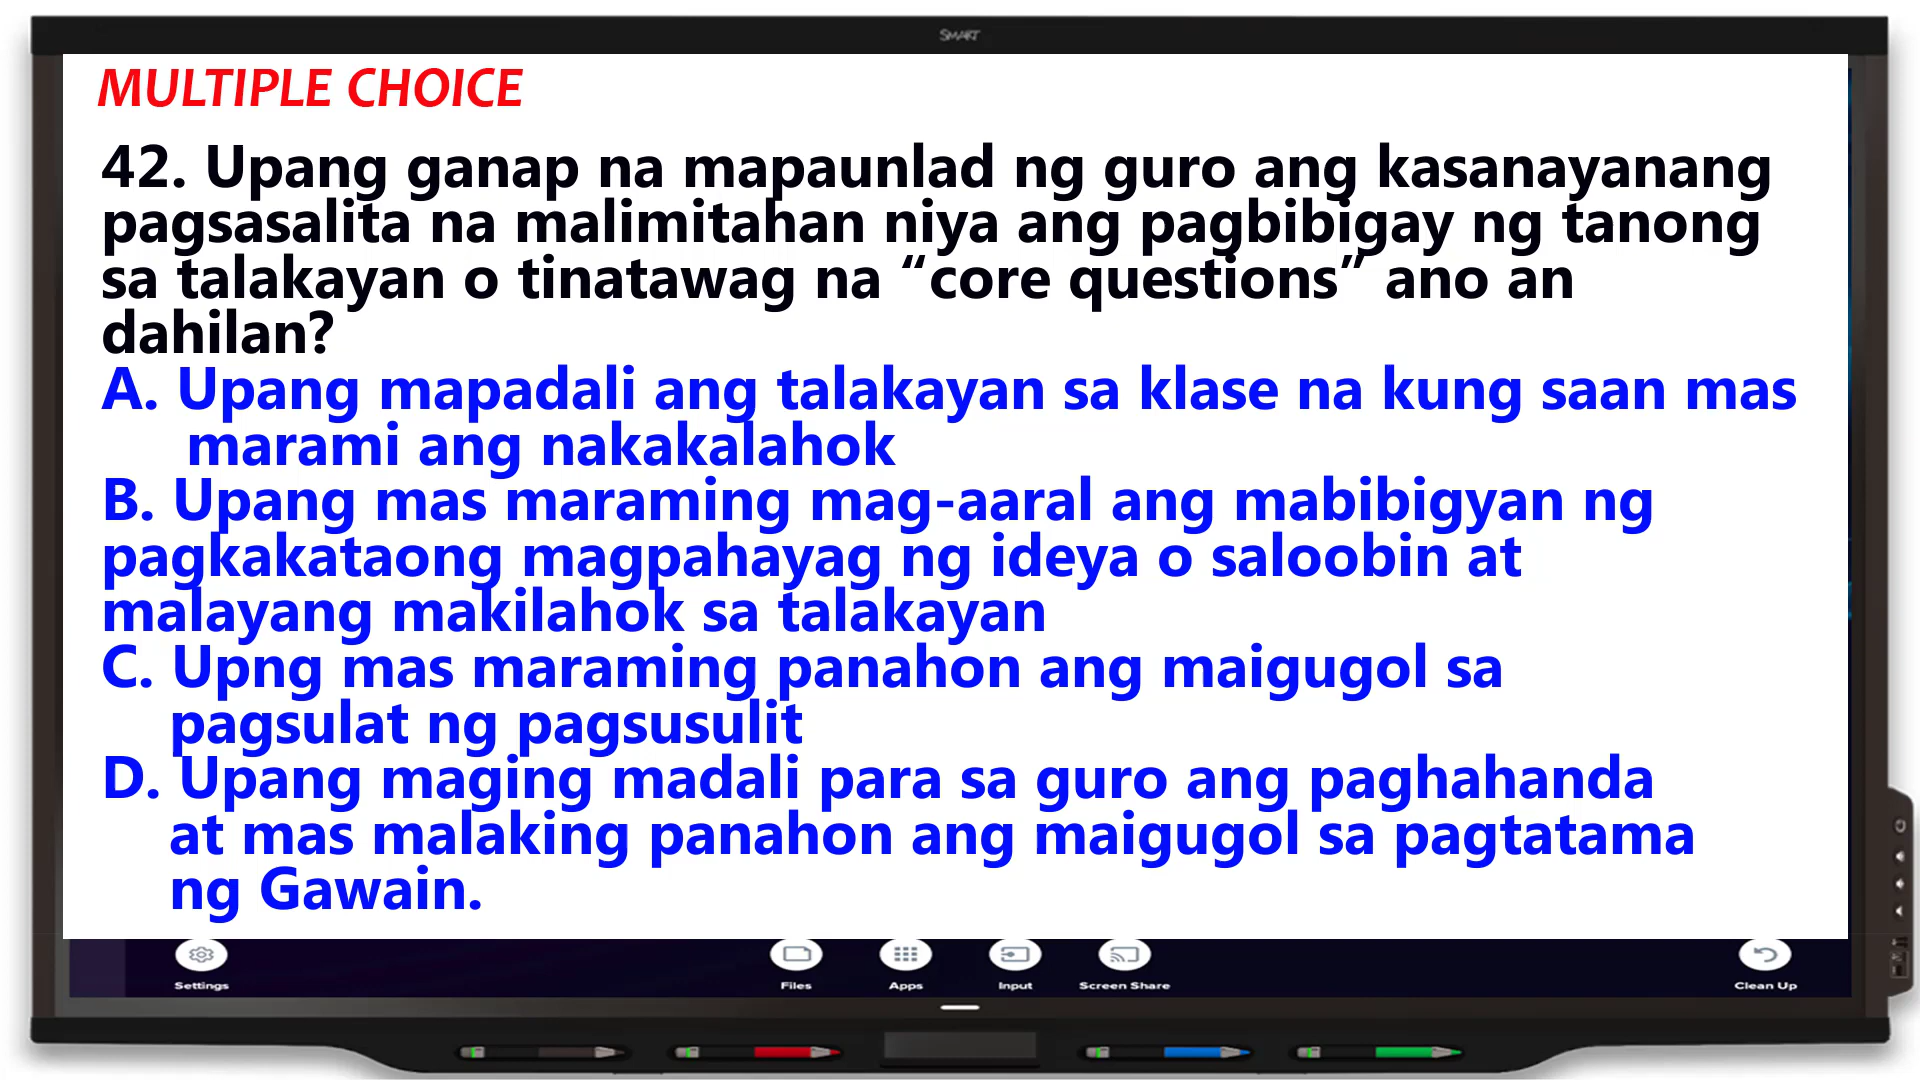 SMART
MULTIPLE CHOICE
42. Upang ganap na mapaunlad ng guro ang kasanayanang
pagsasalita na malimitahan niya ang pagbibigay ng tanong
sa talakayan o tinatawag na “core questions” ano an
dahilan?
A. Upang mapadali ang talakayan sa klase na kung saan mas
marami ang nakakalahok
B. Upang mas maraming mag-aaral ang mabibigyan ng
pagkakataong magpahayag ng ideya o saloobin at
malayang makilahok sa talakayan
C. Upng mas maraming panahon ang maigugol sa
pagsulat ng pagsusulit
D. Upang maging madali para sa guro ang paghahanda
at mas malaking panahon ang maigugol sa pagtatama
ng Gawain.
Settings
Files
Apps
Input
Screen Share
Clean Up